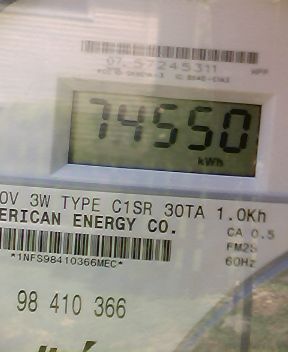 07 57245311
74550
kWh
0V 3W TYPE C1SR 30TA 1.0Kh
ERICAN ENERGY CO.
CA 0.5
FM2S
*1NFS98410366MEC*
60Hz
98 410 366